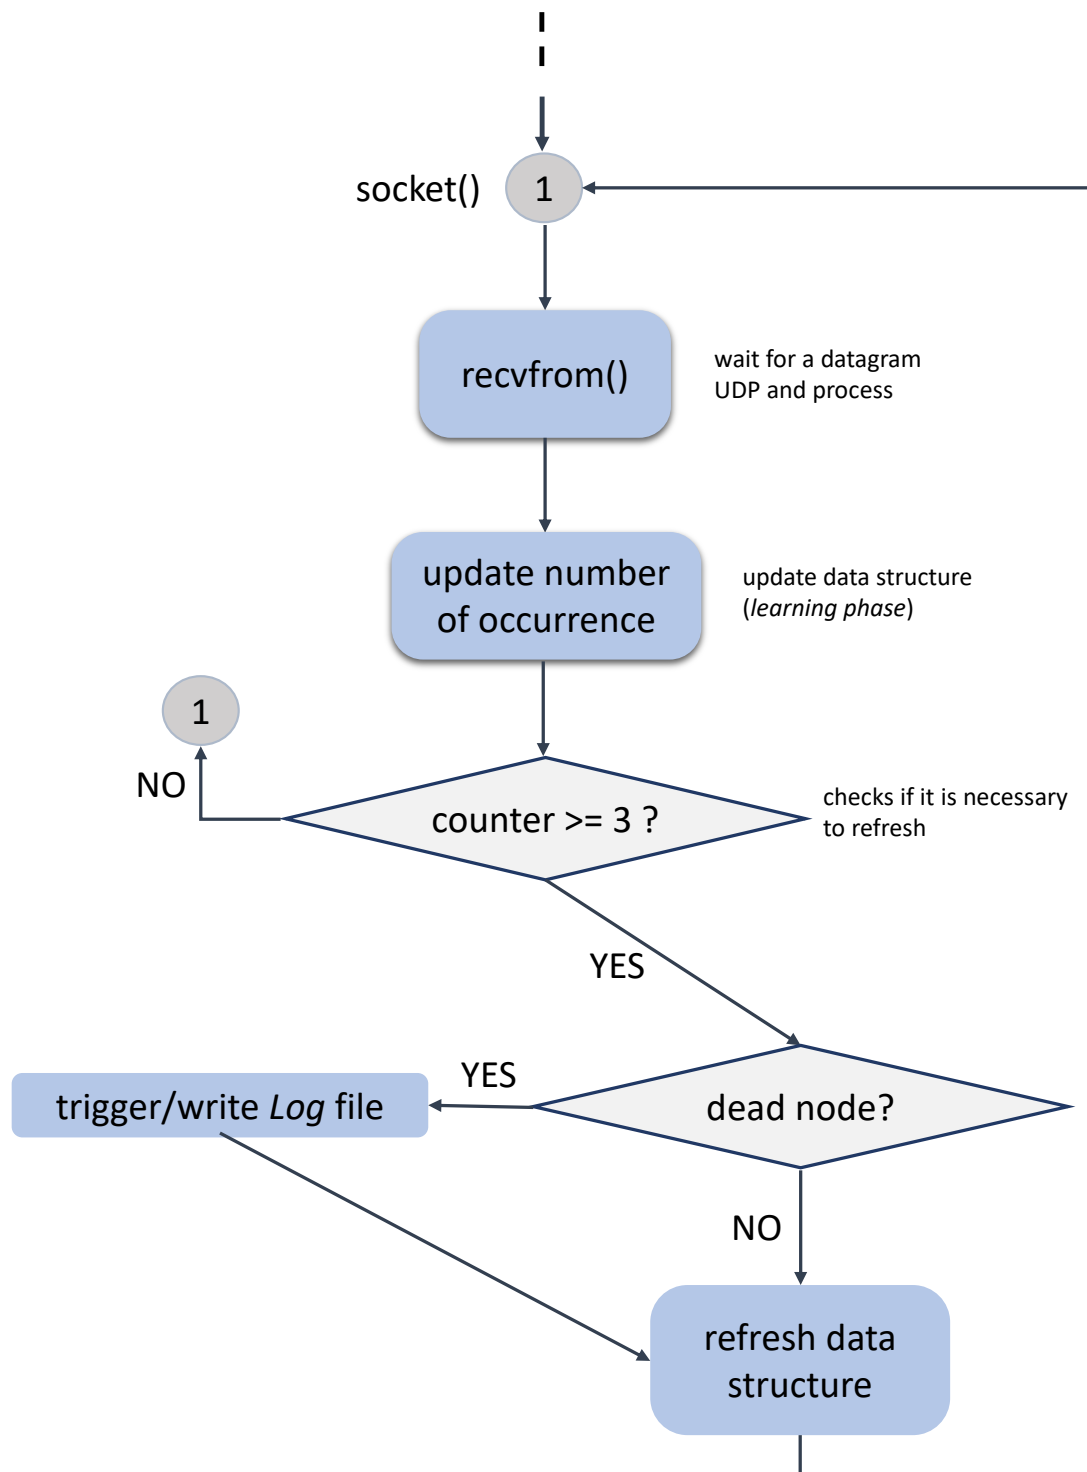 socket()
1
recvfrom()
wait for a datagram
UDP and process
update number
of occurrence
update data structure
(learning phase)
1
NO
counter >= 3 ?
checks if it is necessary
to refresh
YES
YES
trigger/write Log file
dead node?
NO
refresh data
structure